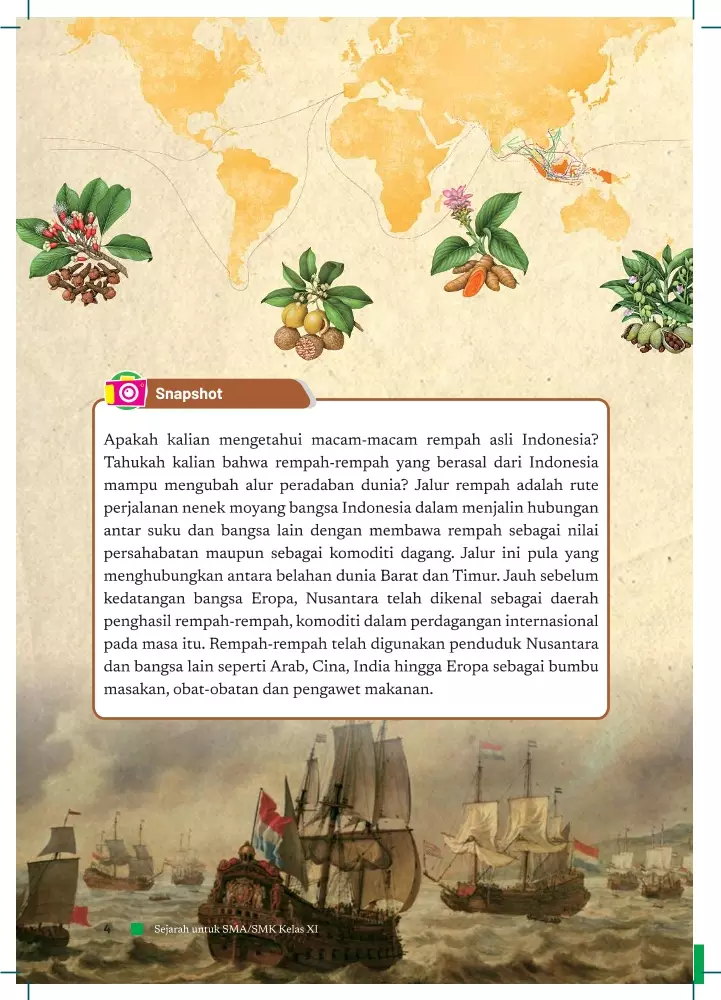 Snapshot
Apakah kalian mengetahui macam-macam rempah asli Indonesia?
Tahukah kalian bahwa rempah-rempah yang berasal dari Indonesia
mampu mengubah alur peradaban dunia? Jalur rempah adalah rute
perjalanan nenek moyang bangsa Indonesia dalam menjalin hubungan
antar suku dan bangsa lain dengan membawa rempah sebagai nilai
persahabatan maupun sebagai komoditi dagang. Jalur ini pula yang
menghubungkan antara belahan dunia Barat dan Timur. Jauh sebelum
kedatangan bangsa Eropa, Nusantara telah dikenal sebagai daerah
penghasil rempah-rempah, komoditi dalam perdagangan internasional
pada masa itu. Rempah-rempah telah digunakan penduduk Nusantara
dan bangsa lain seperti Arab, Cina, India hingga Eropa sebagai bumbu
masakan, obat-obatan dan pengawet makanan.
4 Sejarah untuk SMA/SMK Kelas XI